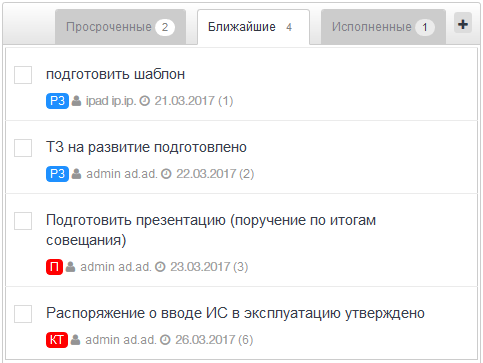 Просроченные 2 Ближайшие 4 Исполненные 1 +
подготовить шаблон
РЗ ipad ip.ip. 21.03.2017 (1)
ТЗ на развитие подготовлено
РЗ admin ad.ad. 22.03.2017 (2)
Подготовить презентацию (поручение по итогам
совещания)
П admin ad.ad. 23.03.2017 (3)
Распоряжение о вводе ИС в эксплуатацию утверждено
КТ admin ad.ad. 26.03.2017 (6)